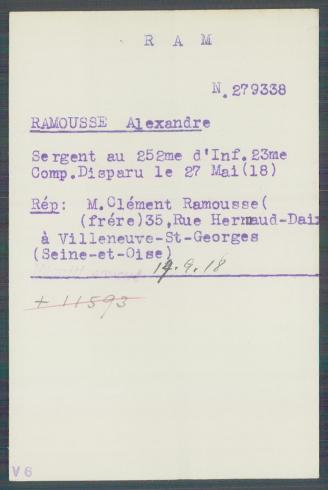 R A M
N. 279338
RAMOUSSE Alexandre
Sergent au 252me d'Inf. 23me
Comp. Disparu le 27 Mai (18)
Rép: M. Clément Ramousse (
(frére) 35, Rue Hermaud-Dai
à Villeneuve-St-Georges
(Seine-et-Oise)
19.9.18
+ 11593
V 6